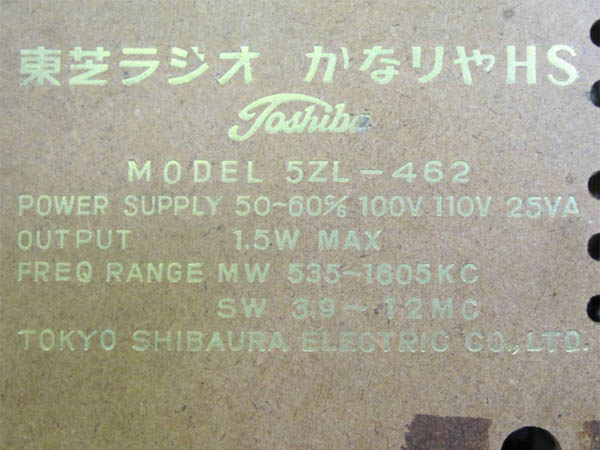 東芝ラジオ かなりやHS
Toshiba
MODEL 5ZL-462
POWER SUPPLY 50~60c/s 100V 110V 25VA
OUTPUT 1.5W MAX
FREQ RANGE MW 535~1605KC
SW 3.9~12MC
TOKYO SHIBAURA ELECTRIC CO., LTD.